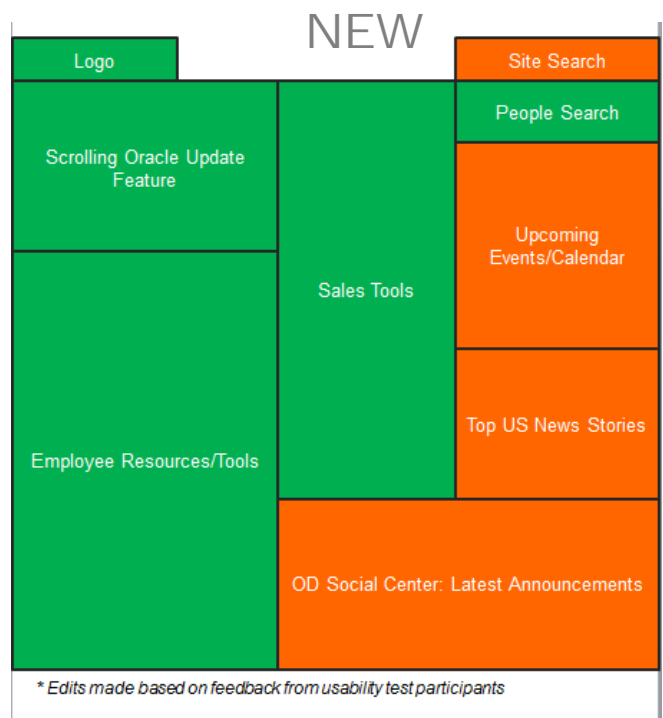 NEW
Logo
Site Search
People Search
Scrolling Oracle Update
Feature
Upcoming
Events/Calendar
Sales Tools
Top US News Stories
Employee Resources/Tools
OD Social Center: Latest Announcements
* Edits made based on feedback from usability test participants